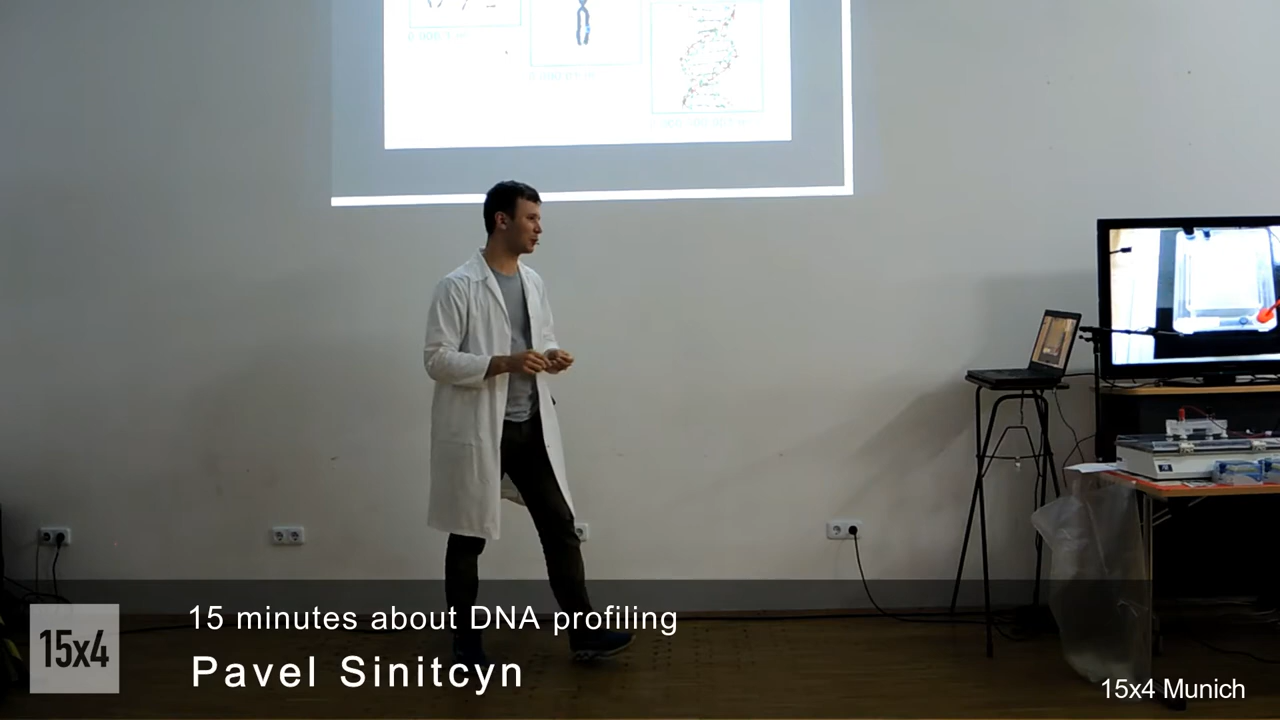 15 minutes about DNA profiling
15x4
Pavel Sinitcyn
15x4 Munich